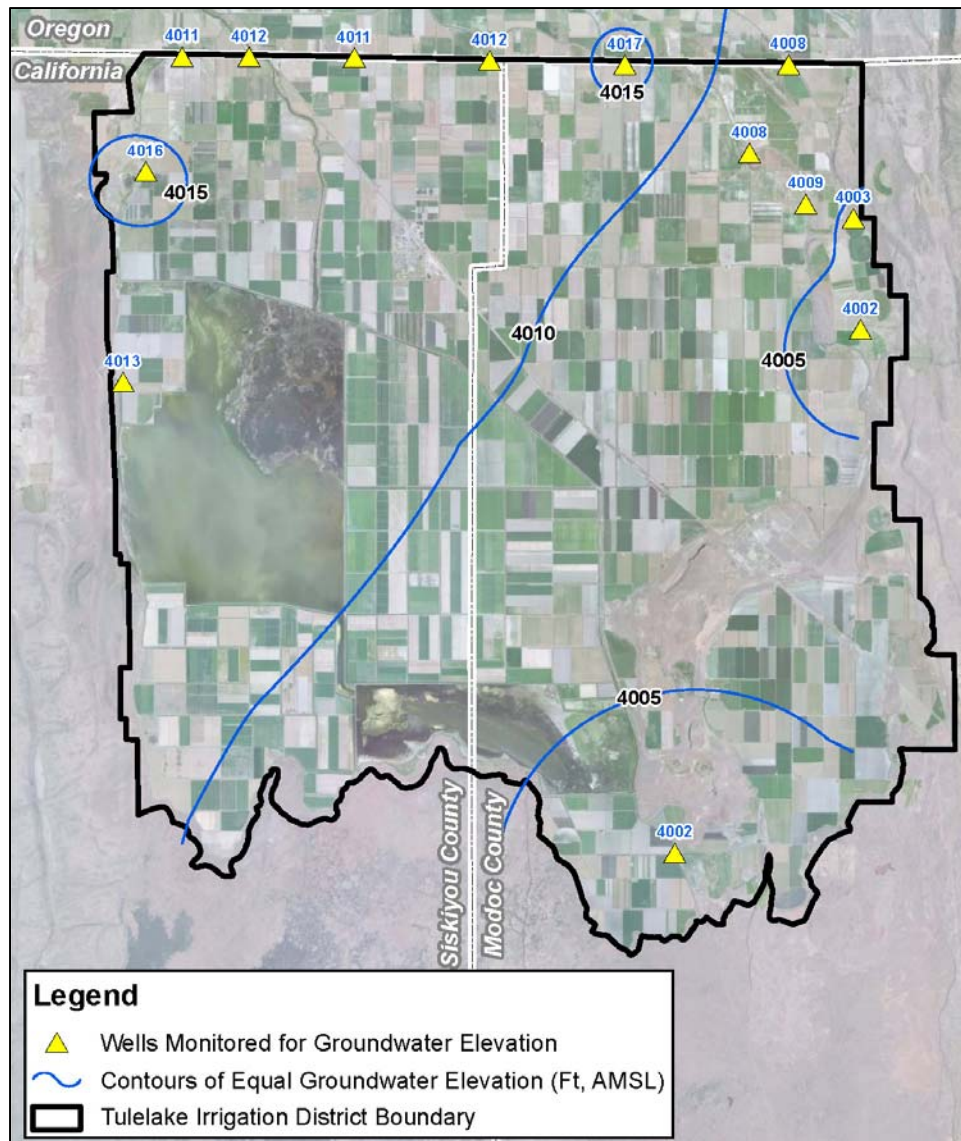 Oregon
California
4011
4012
4011
4012
4017
4015
4008
4008
4016
4015
4009
4003
4010
4002
4005
4013
4005
4002
Siskiyou County
Modoc County
Legend
Wells Monitored for Groundwater Elevation
Contours of Equal Groundwater Elevation (Ft, AMSL)
Tulelake Irrigation District Boundary